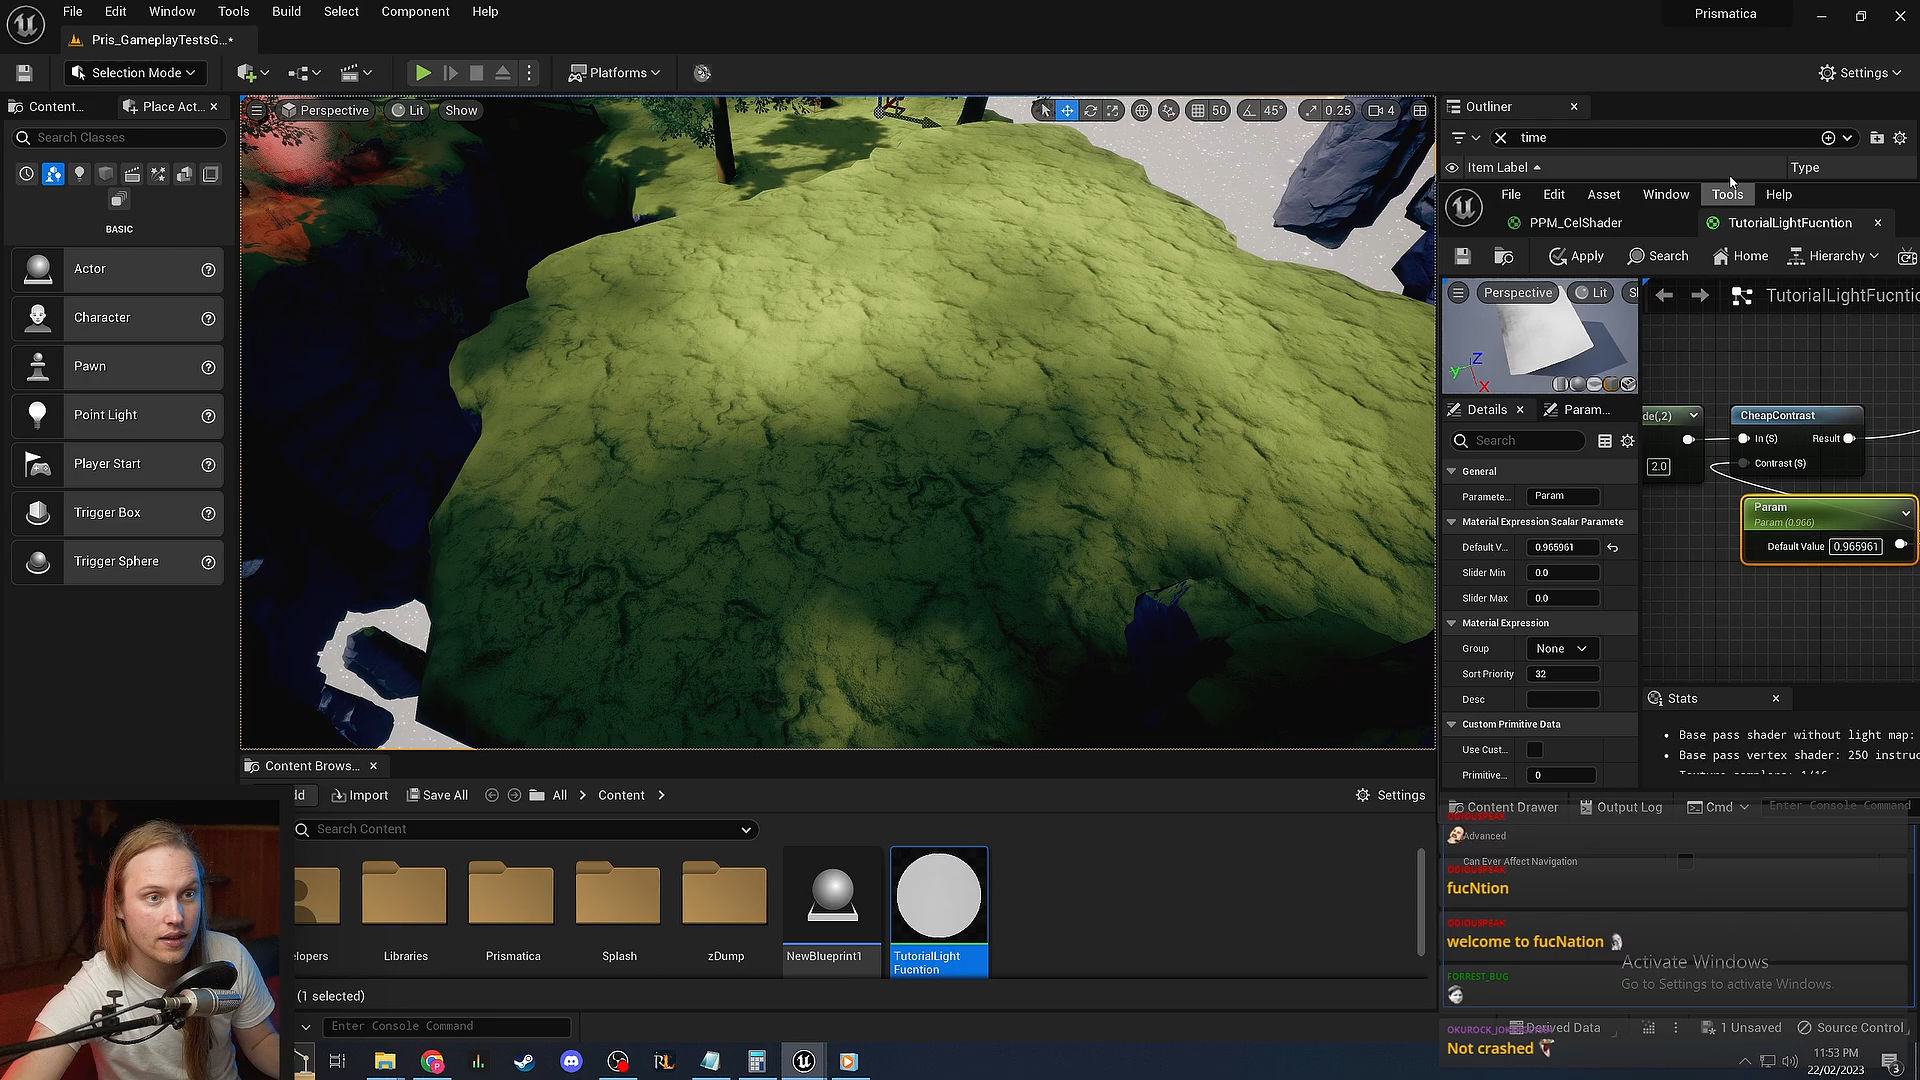 File Edit Window Tools Build Select Component Help
Prismatica
Pris_GameplayTestsG...*
Selection Mode
Platforms
Settings
Content...
Place Act...
Search Classes
BASIC
Actor
Character
Pawn
Point Light
Player Start
Trigger Box
Trigger Sphere
Perspective Lit Show
50 45° 0.25 4
Outliner
time
Item Label Type
File Edit Asset Window Tools Help
PPM_CelShader TutorialLightFucntion
Apply Search Home Hierarchy
Perspective Lit
TutorialLightFucntio
Z
Y
X
Details Param...
Search
General
Paramete... Param
Material Expression Scalar Paramete
Default V... 0.965961
Slider Min 0.0
Slider Max 0.0
Material Expression
Group None
Sort Priority 32
Desc
Custom Primitive Data
Use Cust...
Primitive... 0
de(,2)
2.0
CheapContrast
In (S) Result
Contrast (S)
Param
Param (0.966)
Default Value 0.965961
Stats
Base pass shader without light map:
Base pass vertex shader: 250 instruc
Content Brows...
Import Save All All Content Settings
Search Content
lopers
Libraries
Prismatica
Splash
zDump
NewBlueprint1
TutorialLight
Fucntion
(1 selected)
Enter Console Command
Content Drawer Output Log Cmd Enter Console Command
ODIOUSPEAK
Advanced
Can Ever Affect Navigation
ODIOUSPEAK
fucNtion
ODIOUSPEAK
welcome to fucNation
FORREST_BUG
Activate Windows
Go to Settings to activate Windows.
Derived Data 1 Unsaved Source Control
Not crashed
11:53 PM
22/02/2023
3